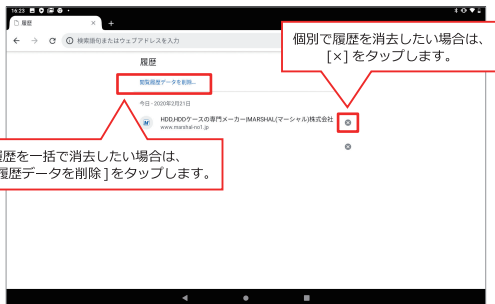 16:23
履歴
検索語句またはウェブアドレスを入力
個別で履歴を消去したい場合は、
[×] をタップします。
履歴
閲覧履歴データを削除...
今日 - 2020年2月21日
HDD,HDDケースの専門メーカー|MARSHAL(マーシャル)株式会社
www.marshal-no1.jp
歴を一括で消去したい場合は、
履歴データを削除 ] をタップします。